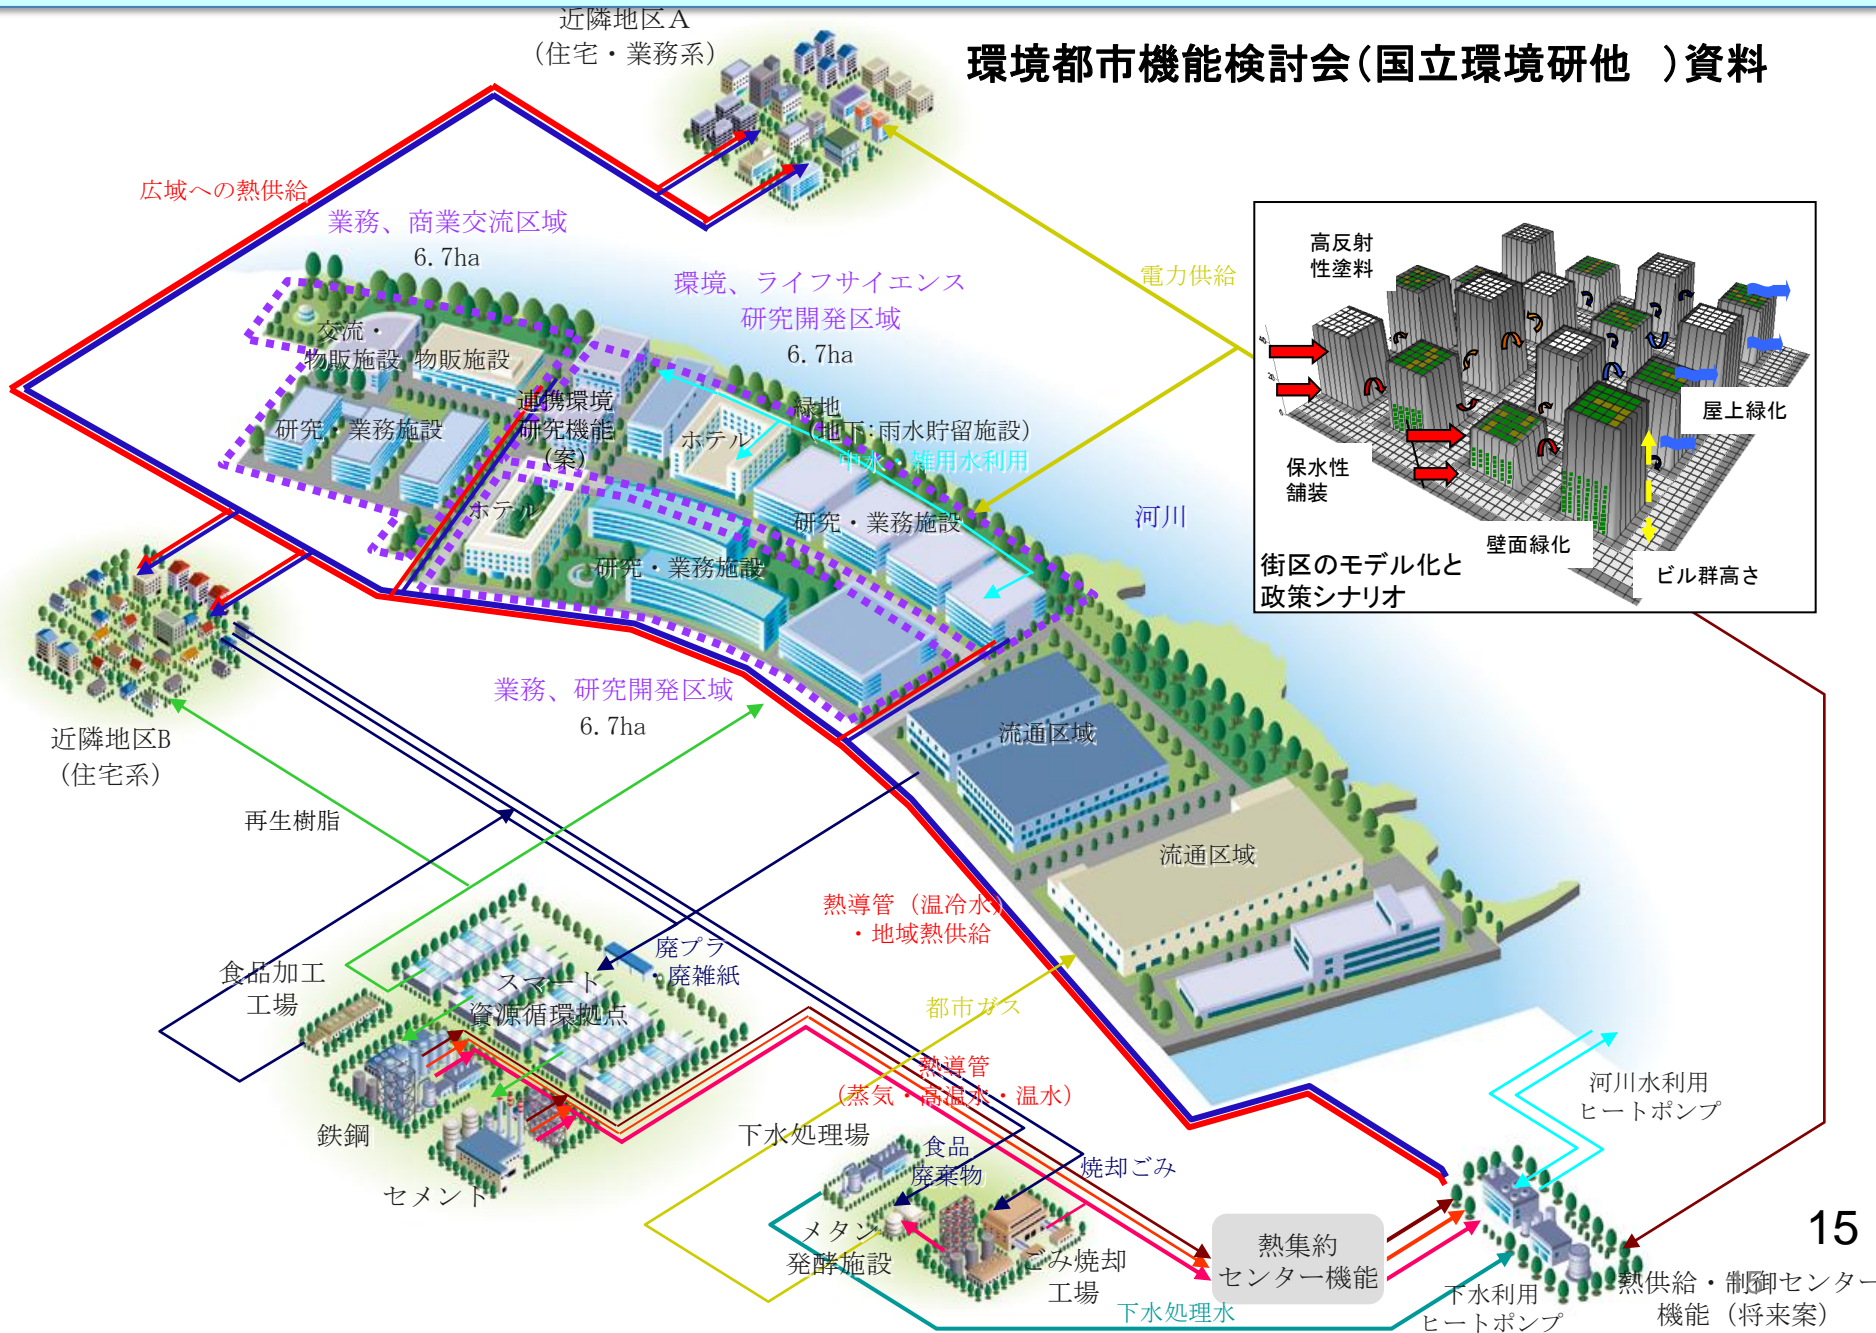 近隣地区A
（住宅・業務系）
環境都市機能検討会（国立環境研他　）資料
広域への熱供給
業務、商業交流区域
6.7ha
環境、ライフサイエンス
研究開発区域
6.7ha
電力供給
高反射
性塗料
屋上緑化
保水性
舗装
壁面緑化
ビル群高さ
街区のモデル化と
政策シナリオ
交流・
物販施設
物販施設
研究・業務施設
連携環境
研究機能
（案）
ホテル
緑地
（地下:雨水貯留施設）
中水・雑用水利用
ホテル
研究・業務施設
河川
研究・業務施設
業務、研究開発区域
6.7ha
近隣地区B
（住宅系）
再生樹脂
流通区域
流通区域
熱導管（温冷水）
・地域熱供給
食品加工
工場
スマート
資源循環拠点
廃プラ
・廃雑紙
都市ガス
熱導管
（蒸気・高温水・温水）
鉄鋼
セメント
下水処理場
食品
廃棄物
焼却ごみ
メタン
発酵施設
ごみ焼却
工場
熱集約
センター機能
下水処理水
河川水利用
ヒートポンプ
下水利用
ヒートポンプ
15
熱供給・制御センター
機能（将来案）
15